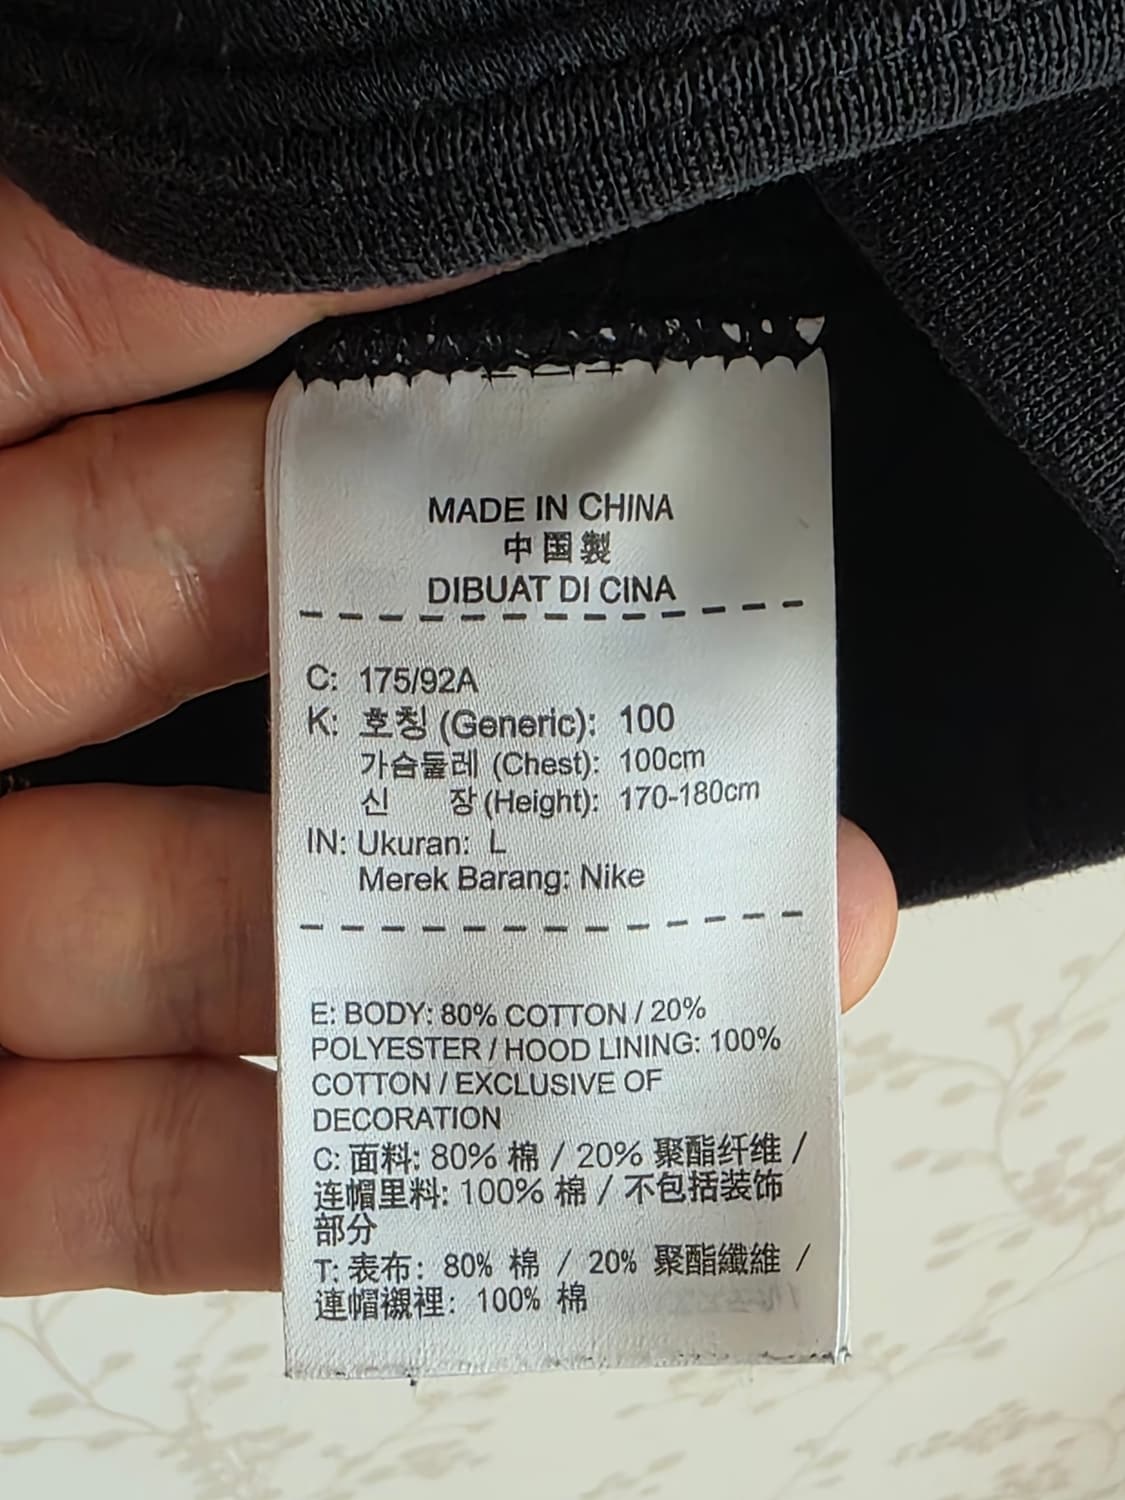 MADE IN CHINA
中国製
DIBUAT DI CINA
C: 175/92A
K: 호칭 (Generic): 100
가슴둘레 (Chest): 100cm
신 장 (Height): 170-180cm
IN: Ukuran: L
Merek Barang: Nike
E: BODY: 80% COTTON / 20%
POLYESTER / HOOD LINING: 100%
COTTON / EXCLUSIVE OF
DECORATION
C: 面料: 80% 棉 / 20% 聚酯纤维 /
连帽里料: 100% 棉 / 不包括装饰
部分
T: 表布: 80% 棉 / 20% 聚酯纖維 /
連帽襯裡: 100% 棉